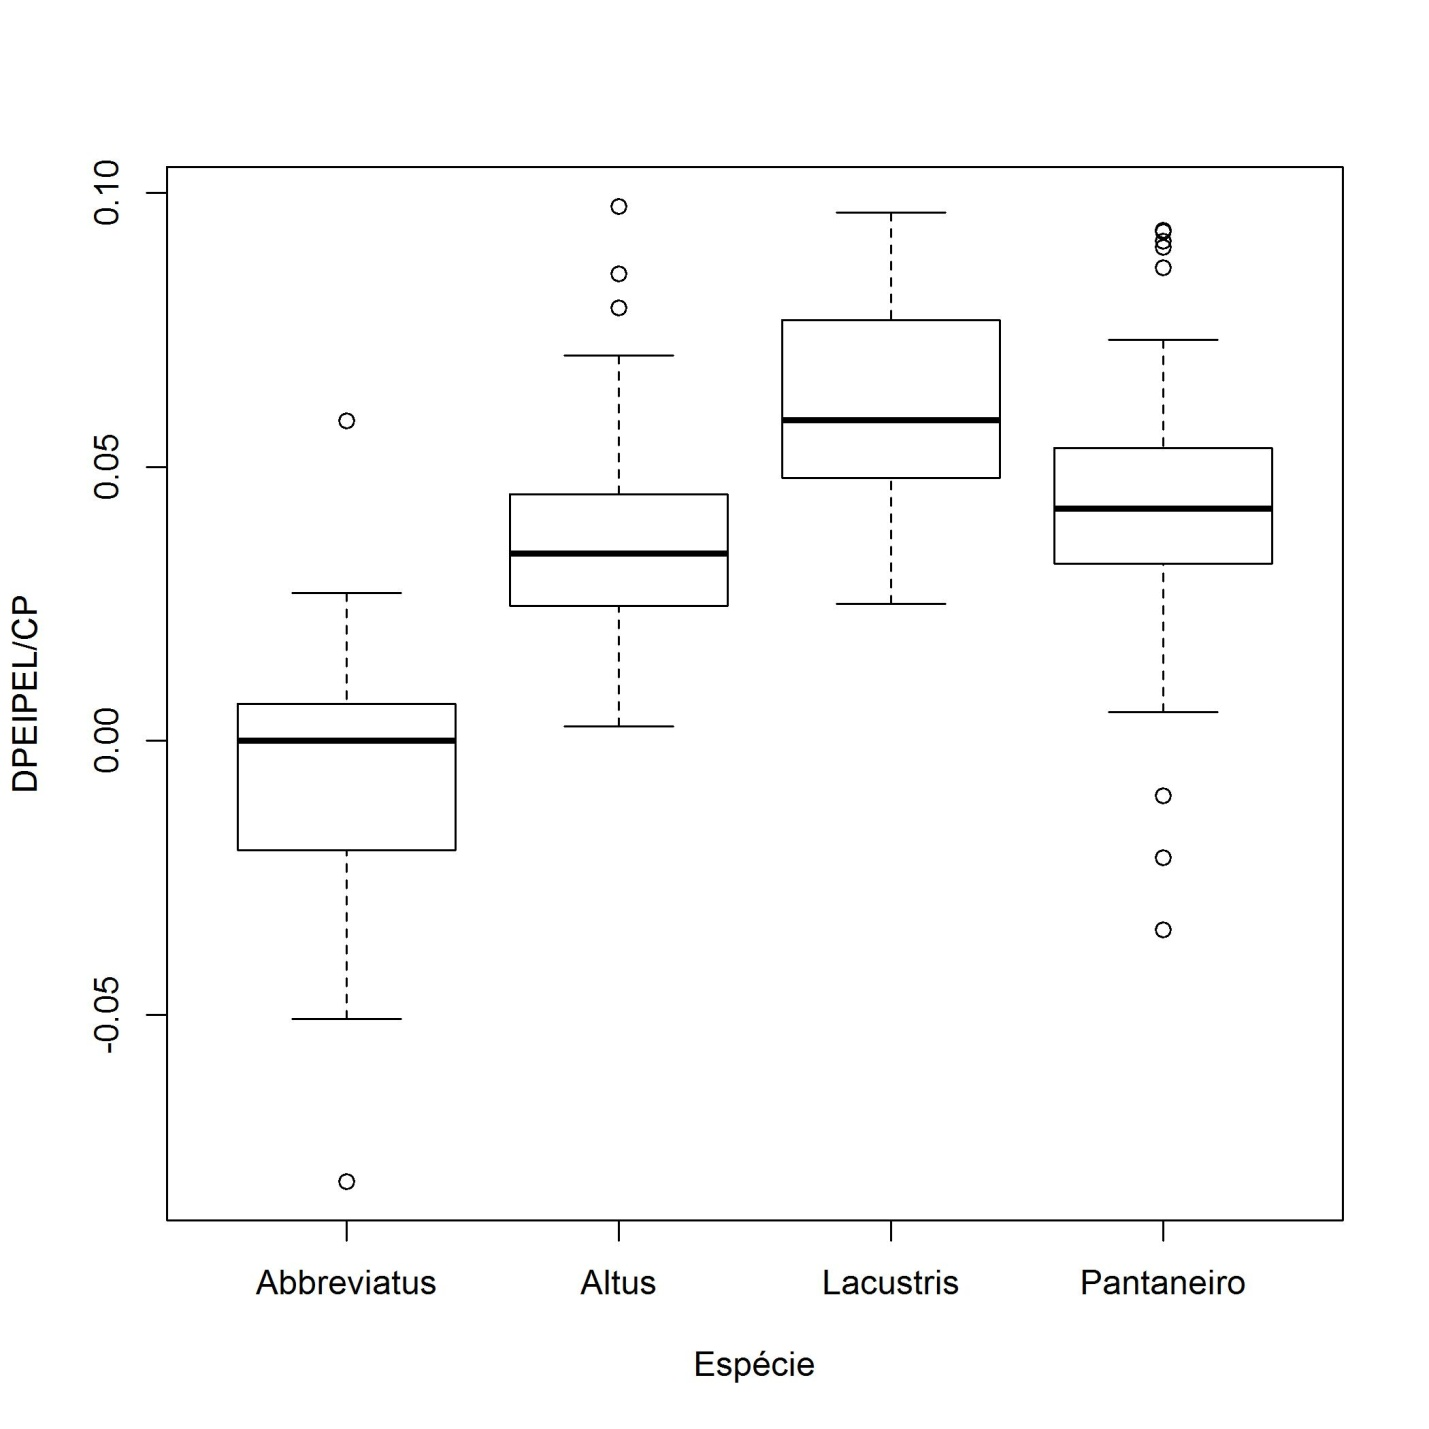 DPEIPEL/CP
0.10
0.05
0.00
-0.05
Abbreviatus Altus Lacustris Pantaneiro
Espécie